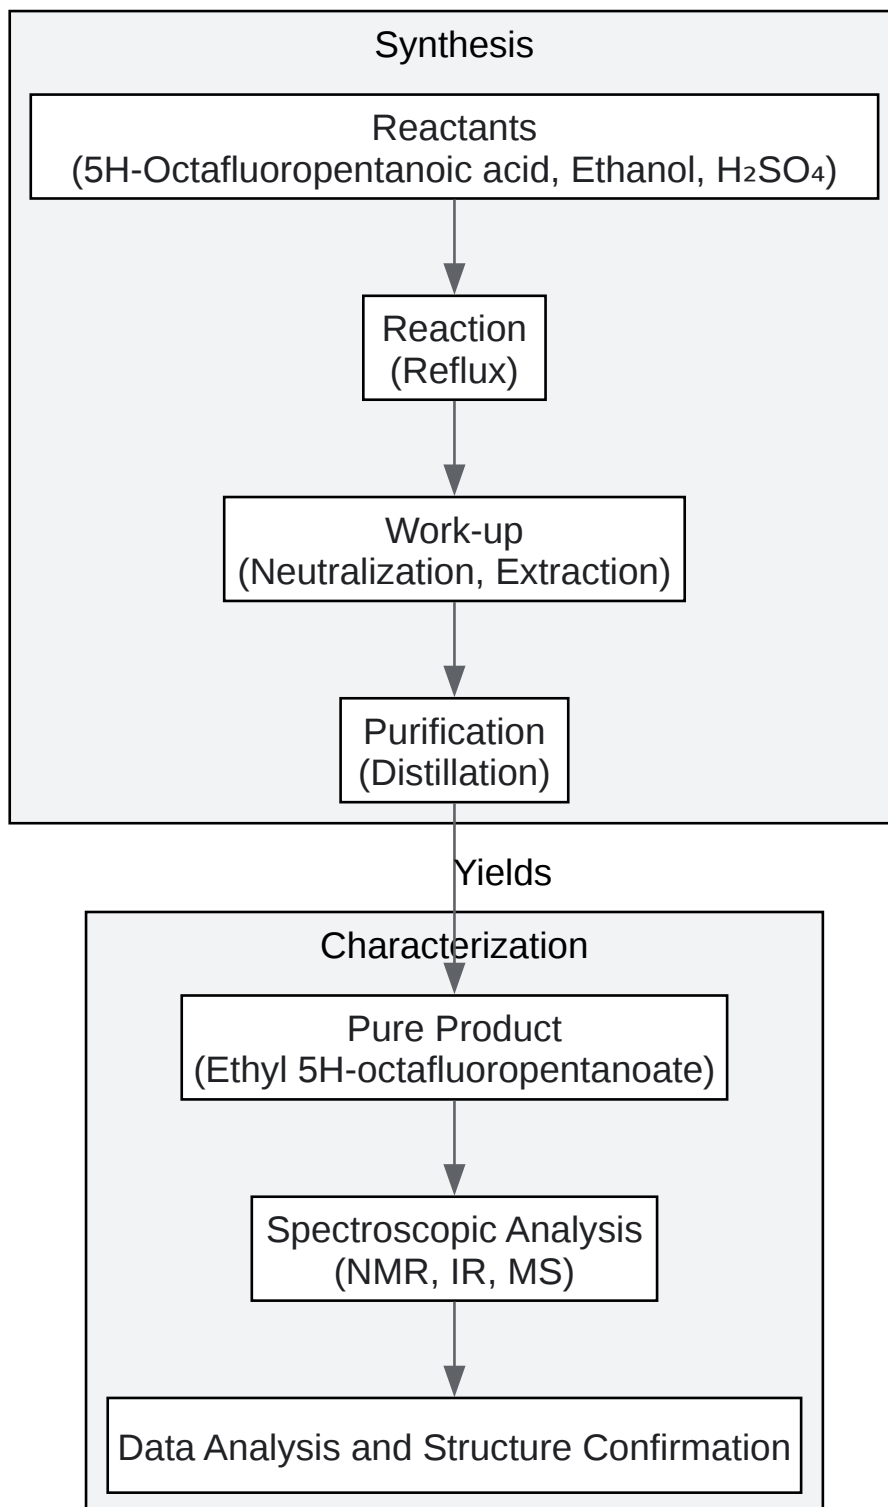 Synthesis
Reactants
(5H-Octafluoropentanoic acid, Ethanol, H₂SO₄)
Reaction
(Reflux)
Work-up
(Neutralization, Extraction)
Purification
(Distillation)
Yields
Characterization
Pure Product
(Ethyl 5H-octafluoropentanoate)
Spectroscopic Analysis
(NMR, IR, MS)
Data Analysis and Structure Confirmation